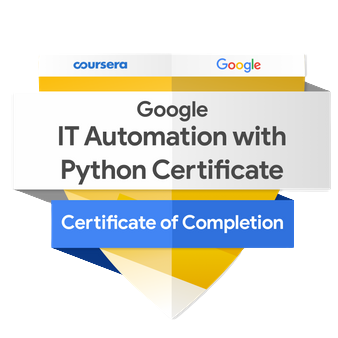 coursera Google
Google
IT Automation with
Python Certificate
Certificate of Completion